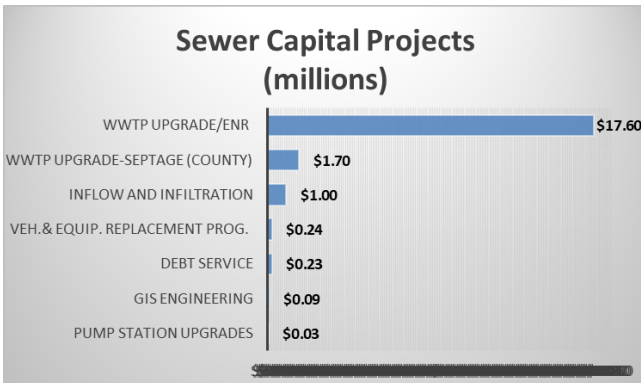 Sewer Capital Projects
(millions)
WWTP UPGRADE/ENR $17.60
WWTP UPGRADE-SEPTAGE (COUNTY) $1.70
INFLOW AND INFILTRATION $1.00
VEH.& EQUIP. REPLACEMENT PROG. $0.24
DEBT SERVICE $0.23
GIS ENGINEERING $0.09
PUMP STATION UPGRADES $0.03